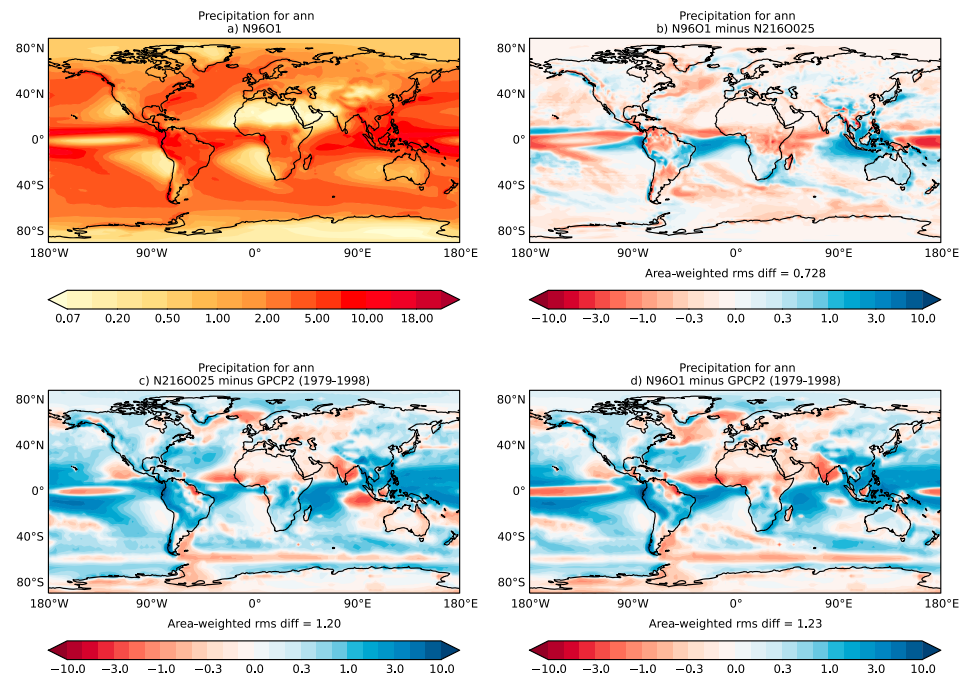 Precipitation for ann
a) N96O1
80°N
40°N
0°
40°S
80°S
180°W 90°W 0° 90°E 180°E
0.07 0.20 0.50 1.00 2.00 5.00 10.00 18.00
Precipitation for ann
b) N96O1 minus N216O025
80°N
40°N
0°
40°S
80°S
180°W 90°W 0° 90°E 180°E
Area-weighted rms diff = 0.728
−10.0 −3.0 −1.0 −0.3 0.0 0.3 1.0 3.0 10.0
Precipitation for ann
c) N216O025 minus GPCP2 (1979-1998)
80°N
40°N
0°
40°S
80°S
180°W 90°W 0° 90°E 180°E
Area-weighted rms diff = 1.20
−10.0 −3.0 −1.0 −0.3 0.0 0.3 1.0 3.0 10.0
Precipitation for ann
d) N96O1 minus GPCP2 (1979-1998)
80°N
40°N
0°
40°S
80°S
180°W 90°W 0° 90°E 180°E
Area-weighted rms diff = 1.23
−10.0 −3.0 −1.0 −0.3 0.0 0.3 1.0 3.0 10.0